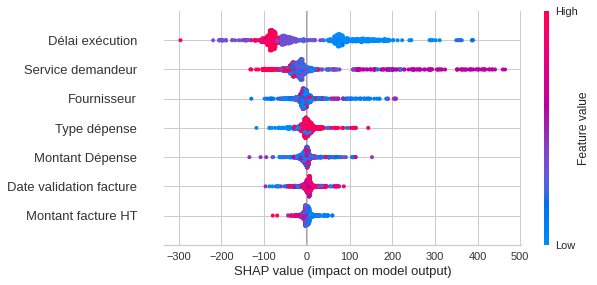 High
Délai exécution
Service demandeur
Fournisseur
Type dépense
Montant Dépense
Date validation facture
Montant facture HT
Feature value
Low
−300 −200 −100 0 100 200 300 400 500
SHAP value (impact on model output)